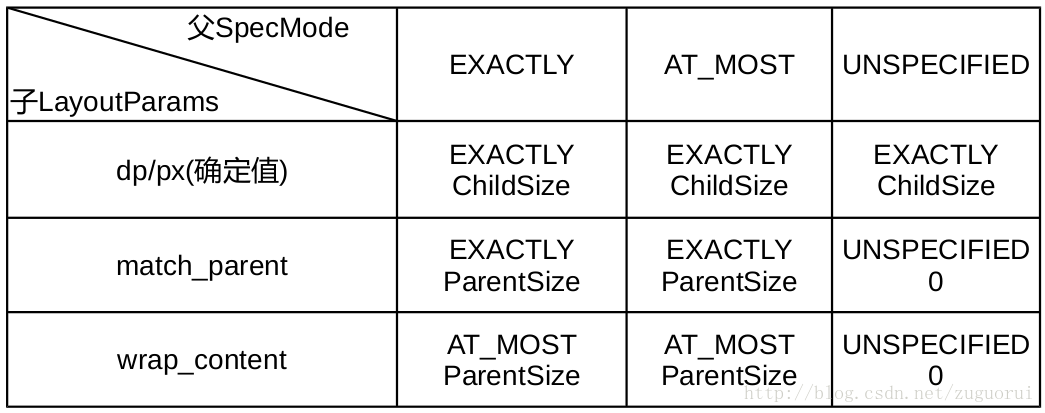 父SpecMode
子LayoutParams
EXACTLY
AT_MOST
UNSPECIFIED
dp/px(确定值)
EXACTLY
ChildSize
EXACTLY
ChildSize
EXACTLY
ChildSize
match_parent
EXACTLY
ParentSize
EXACTLY
ParentSize
UNSPECIFIED
0
wrap_content
AT_MOST
ParentSize
AT_MOST
ParentSize
UNSPECIFIED
0
http://blog.csdn.net/zuguorui